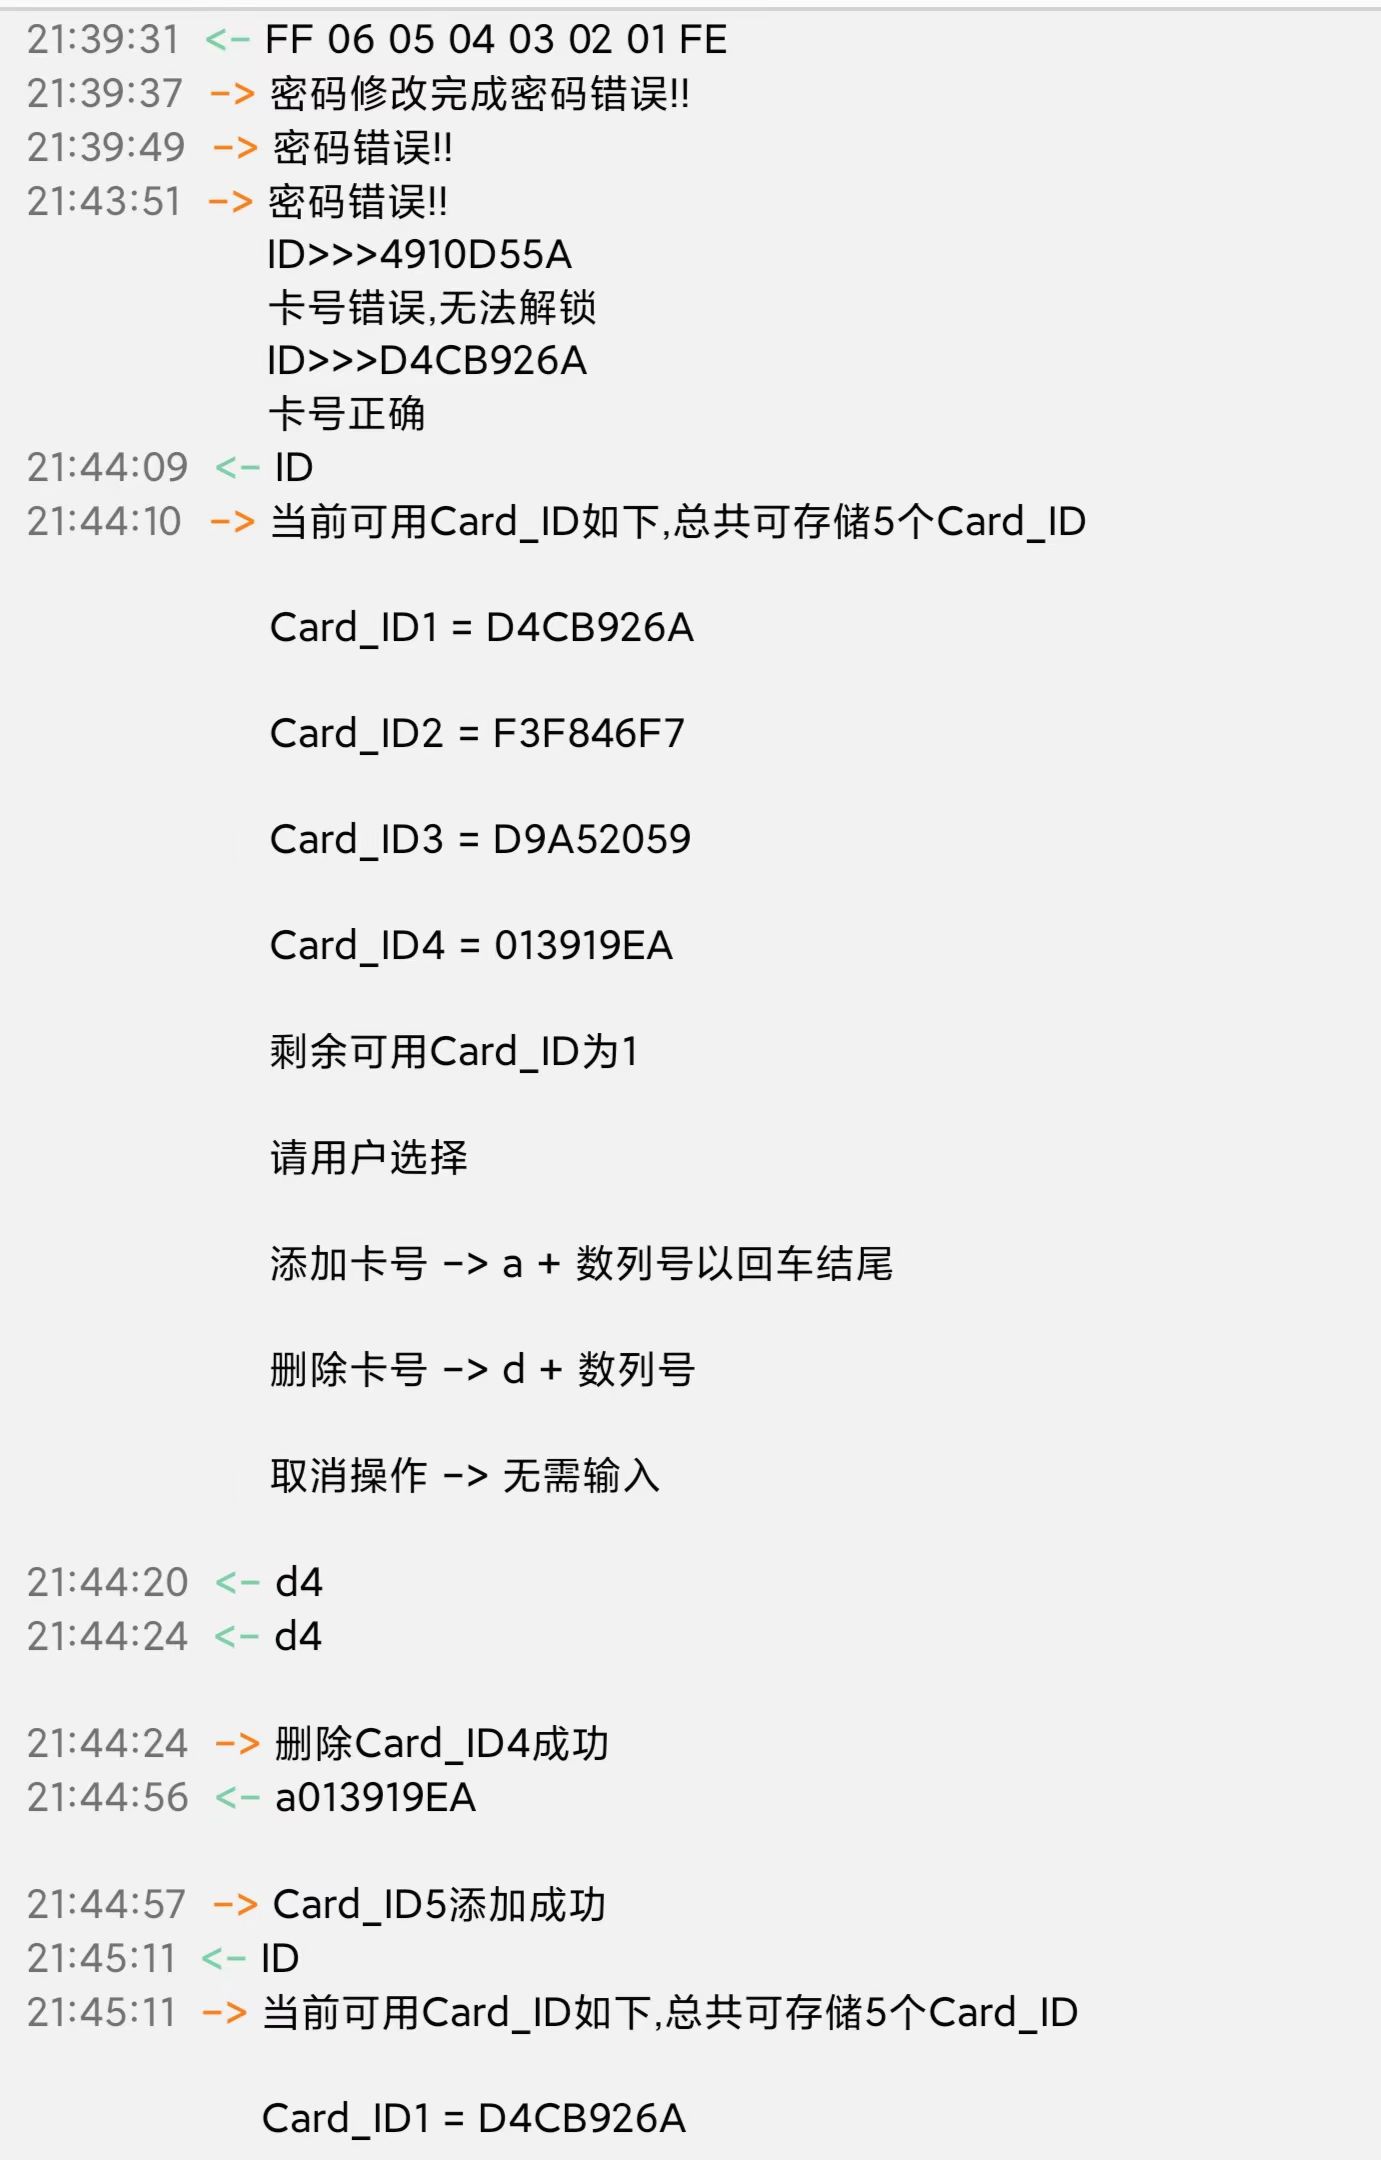 21:39:31 <- FF 06 05 04 03 02 01 FE
21:39:37 -> 密码修改完成密码错误!!
21:39:49 -> 密码错误!!
21:43:51 -> 密码错误!!
ID>>>4910D55A
卡号错误,无法解锁
ID>>>D4CB926A
卡号正确
21:44:09 <- ID
21:44:10 -> 当前可用Card_ID如下,总共可存储5个Card_ID
Card_ID1 = D4CB926A
Card_ID2 = F3F846F7
Card_ID3 = D9A52059
Card_ID4 = 013919EA
剩余可用Card_ID为1
请用户选择
添加卡号 -> a + 数列号以回车结尾
删除卡号 -> d + 数列号
取消操作 -> 无需输入
21:44:20 <- d4
21:44:24 <- d4
21:44:24 -> 删除Card_ID4成功
21:44:56 <- a013919EA
21:44:57 -> Card_ID5添加成功
21:45:11 <- ID
21:45:11 -> 当前可用Card_ID如下,总共可存储5个Card_ID
Card_ID1 = D4CB926A